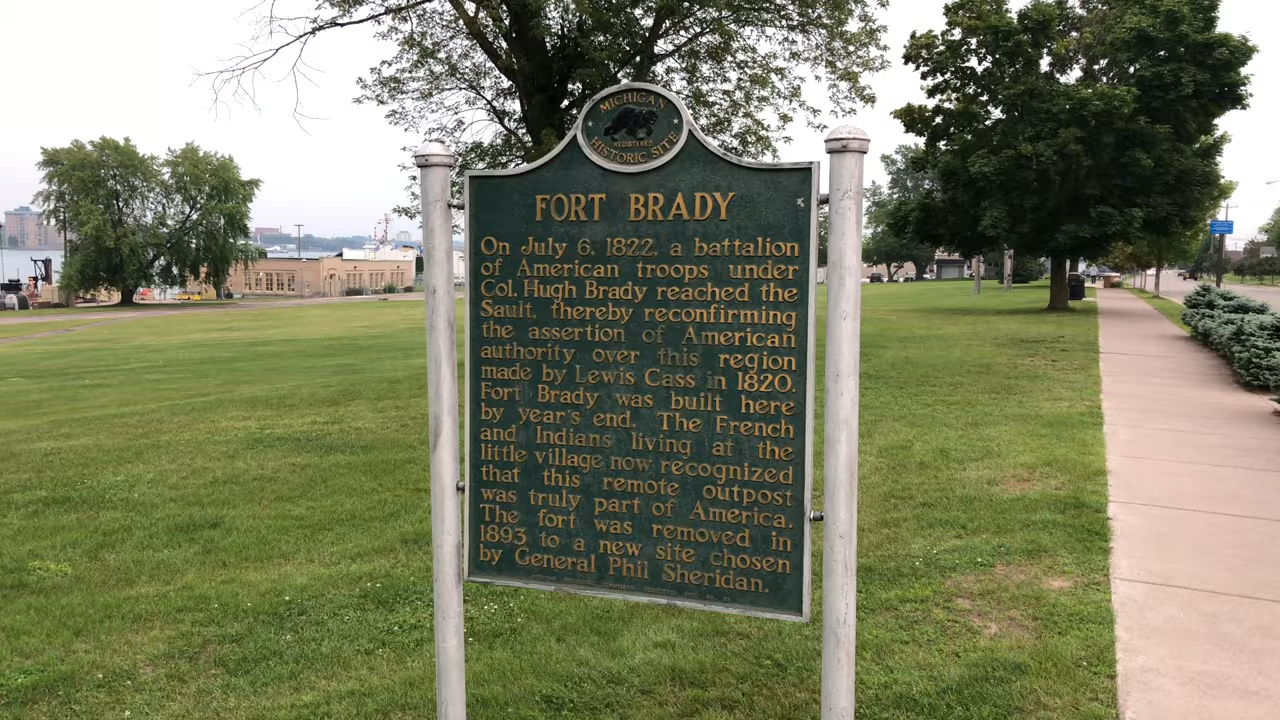 MICHIGAN
REGISTERED
HISTORIC SITE
FORT BRADY
On July 6, 1822, a battalion
of American troops under
Col. Hugh Brady reached the
Sault, thereby reconfirming
the assertion of American
authority over this region
made by Lewis Cass in 1820.
Fort Brady was built here
by year's end. The French
and Indians living at the
little village now recognized
that this remote outpost
was truly part of America.
The fort was removed in
1893 to a new site chosen
by General Phil Sheridan.